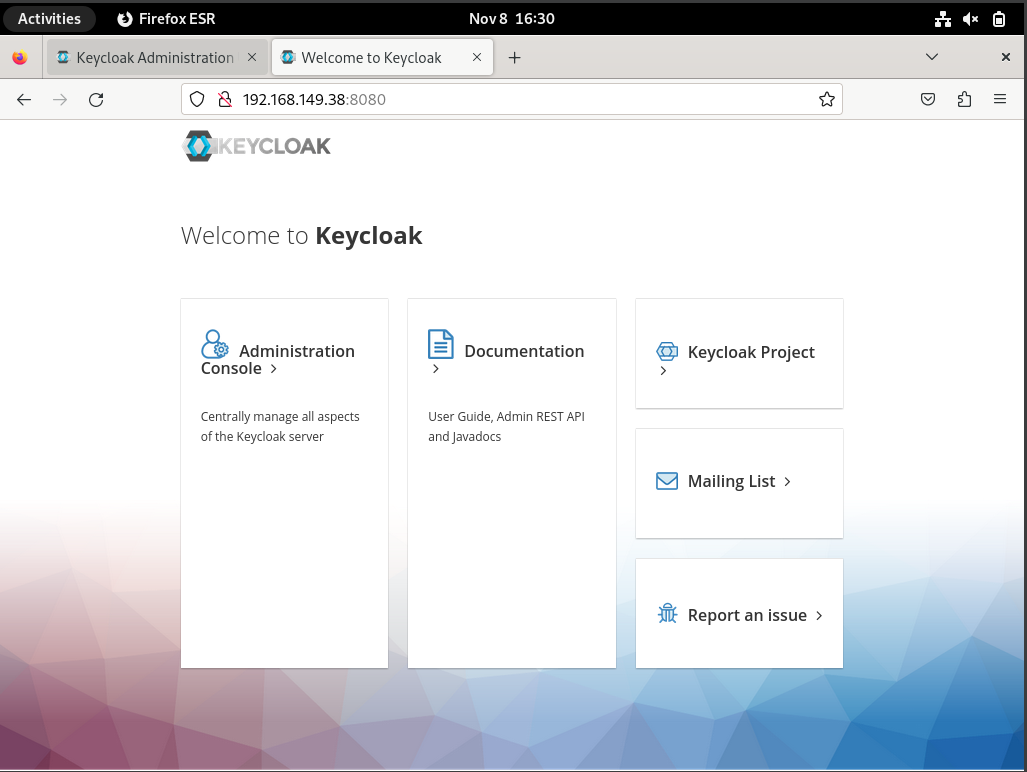 Activities
Firefox ESR
Nov 8 16:30
Keycloak Administration
Welcome to Keycloak
192.168.149.38:8080
KEYCLOAK
Welcome to Keycloak
Administration
Console
Centrally manage all aspects
of the Keycloak server
Documentation
User Guide, Admin REST API
and Javadocs
Keycloak Project
Mailing List
Report an issue